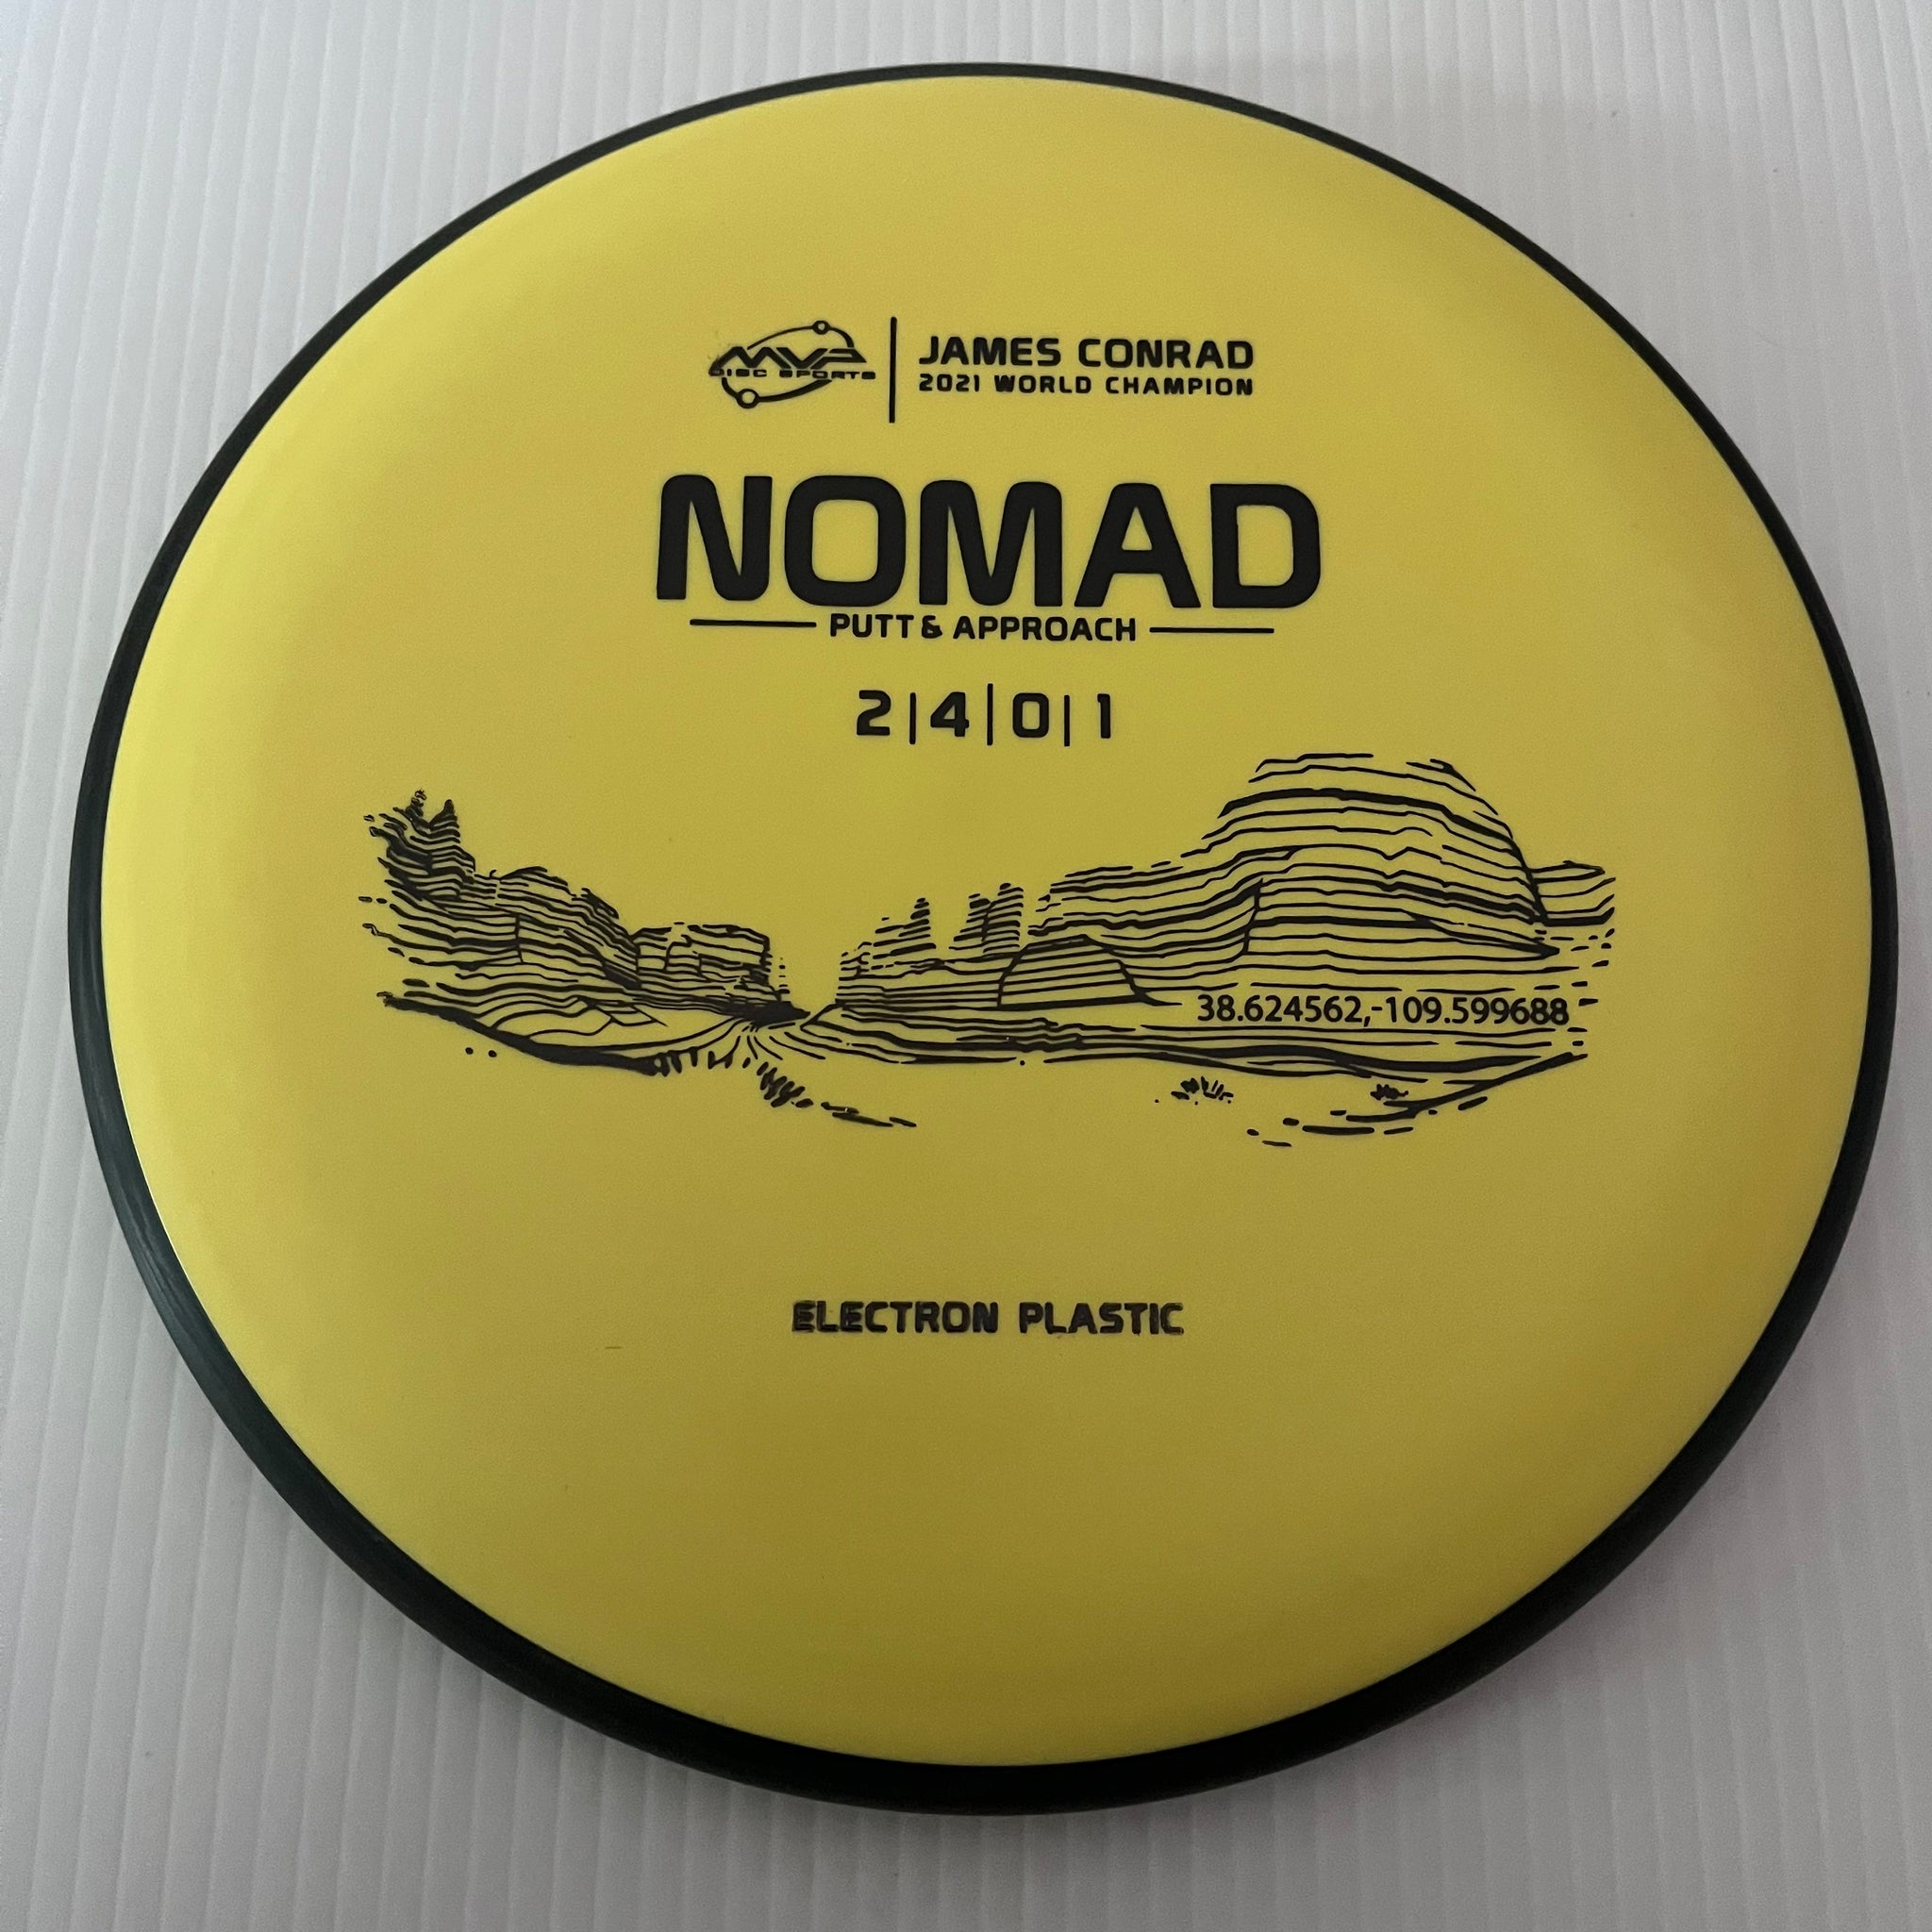 MVP
DISC SPORTS
JAMES CONRAD
2021 WORLD CHAMPION
NOMAD
PUTT & APPROACH
2|4|0|1
38.624562,-109.599688
ELECTRON PLASTIC